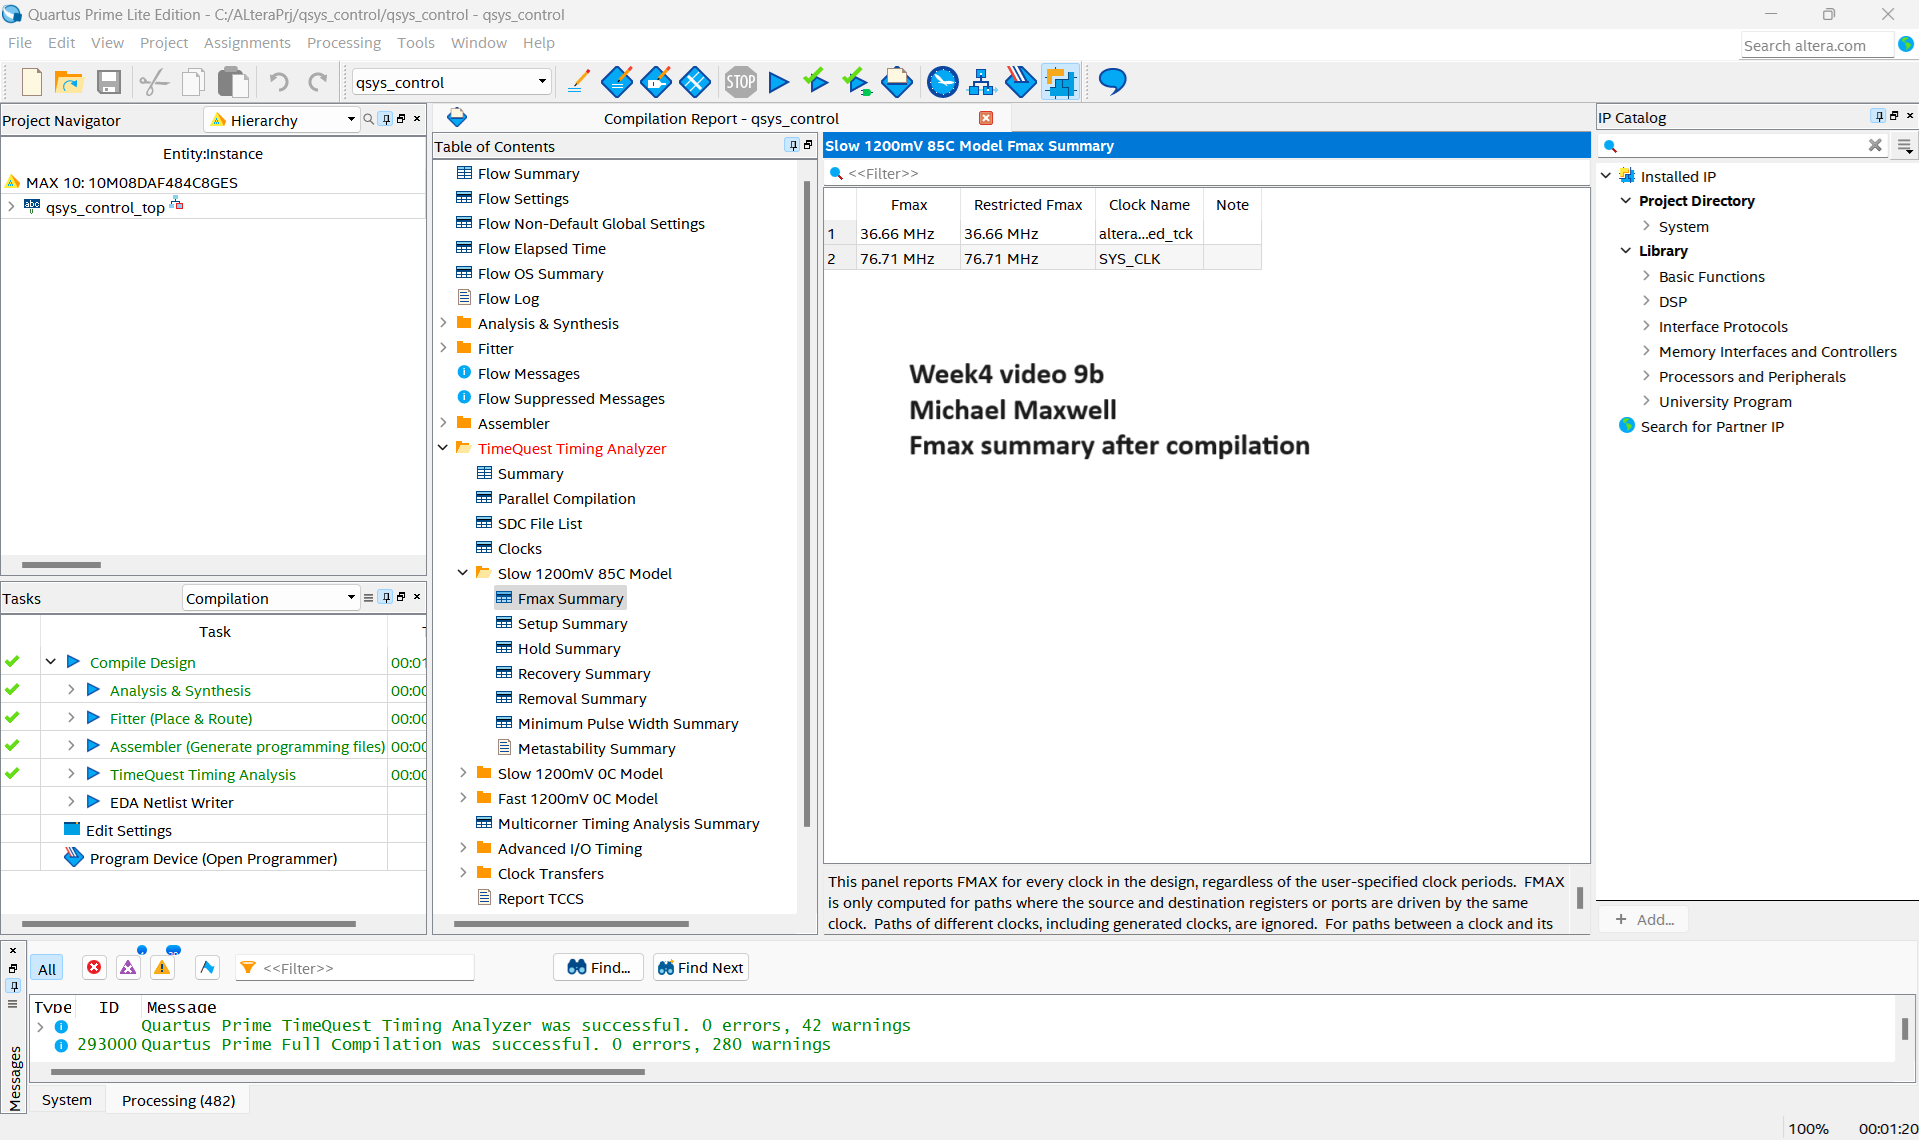 Quartus Prime Lite Edition - C:/ALteraPrj/qsys_control/qsys_control - qsys_control
File Edit View Project Assignments Processing Tools Window Help
Search altera.com
qsys_control
STOP
Project Navigator
Hierarchy
Entity:Instance
MAX 10: 10M08DAF484C8GES
abc qsys_control_top
Tasks
Compilation
Task
Compile Design 00:01
Analysis & Synthesis 00:00
Fitter (Place & Route) 00:00
Assembler (Generate programming files) 00:00
TimeQuest Timing Analysis 00:00
EDA Netlist Writer
Edit Settings
Program Device (Open Programmer)
Compilation Report - qsys_control
Table of Contents
Flow Summary
Flow Settings
Flow Non-Default Global Settings
Flow Elapsed Time
Flow OS Summary
Flow Log
Analysis & Synthesis
Fitter
Flow Messages
Flow Suppressed Messages
Assembler
TimeQuest Timing Analyzer
Summary
Parallel Compilation
SDC File List
Clocks
Slow 1200mV 85C Model
Fmax Summary
Setup Summary
Hold Summary
Recovery Summary
Removal Summary
Minimum Pulse Width Summary
Metastability Summary
Slow 1200mV 0C Model
Fast 1200mV 0C Model
Multicorner Timing Analysis Summary
Advanced I/O Timing
Clock Transfers
Report TCCS
Slow 1200mV 85C Model Fmax Summary
<<Filter>>
Fmax Restricted Fmax Clock Name Note
1 36.66 MHz 36.66 MHz altera...ed_tck
2 76.71 MHz 76.71 MHz SYS_CLK
Week4 video 9b
Michael Maxwell
Fmax summary after compilation
This panel reports FMAX for every clock in the design, regardless of the user-specified clock periods. FMAX
is only computed for paths where the source and destination registers or ports are driven by the same
clock. Paths of different clocks, including generated clocks, are ignored. For paths between a clock and its
IP Catalog
Installed IP
Project Directory
System
Library
Basic Functions
DSP
Interface Protocols
Memory Interfaces and Controllers
Processors and Peripherals
University Program
Search for Partner IP
+ Add...
All
<<Filter>>
Find...
Find Next
Type ID Message
Quartus Prime TimeQuest Timing Analyzer was successful. 0 errors, 42 warnings
293000 Quartus Prime Full Compilation was successful. 0 errors, 280 warnings
Messages
System Processing (482)
100% 00:01:20